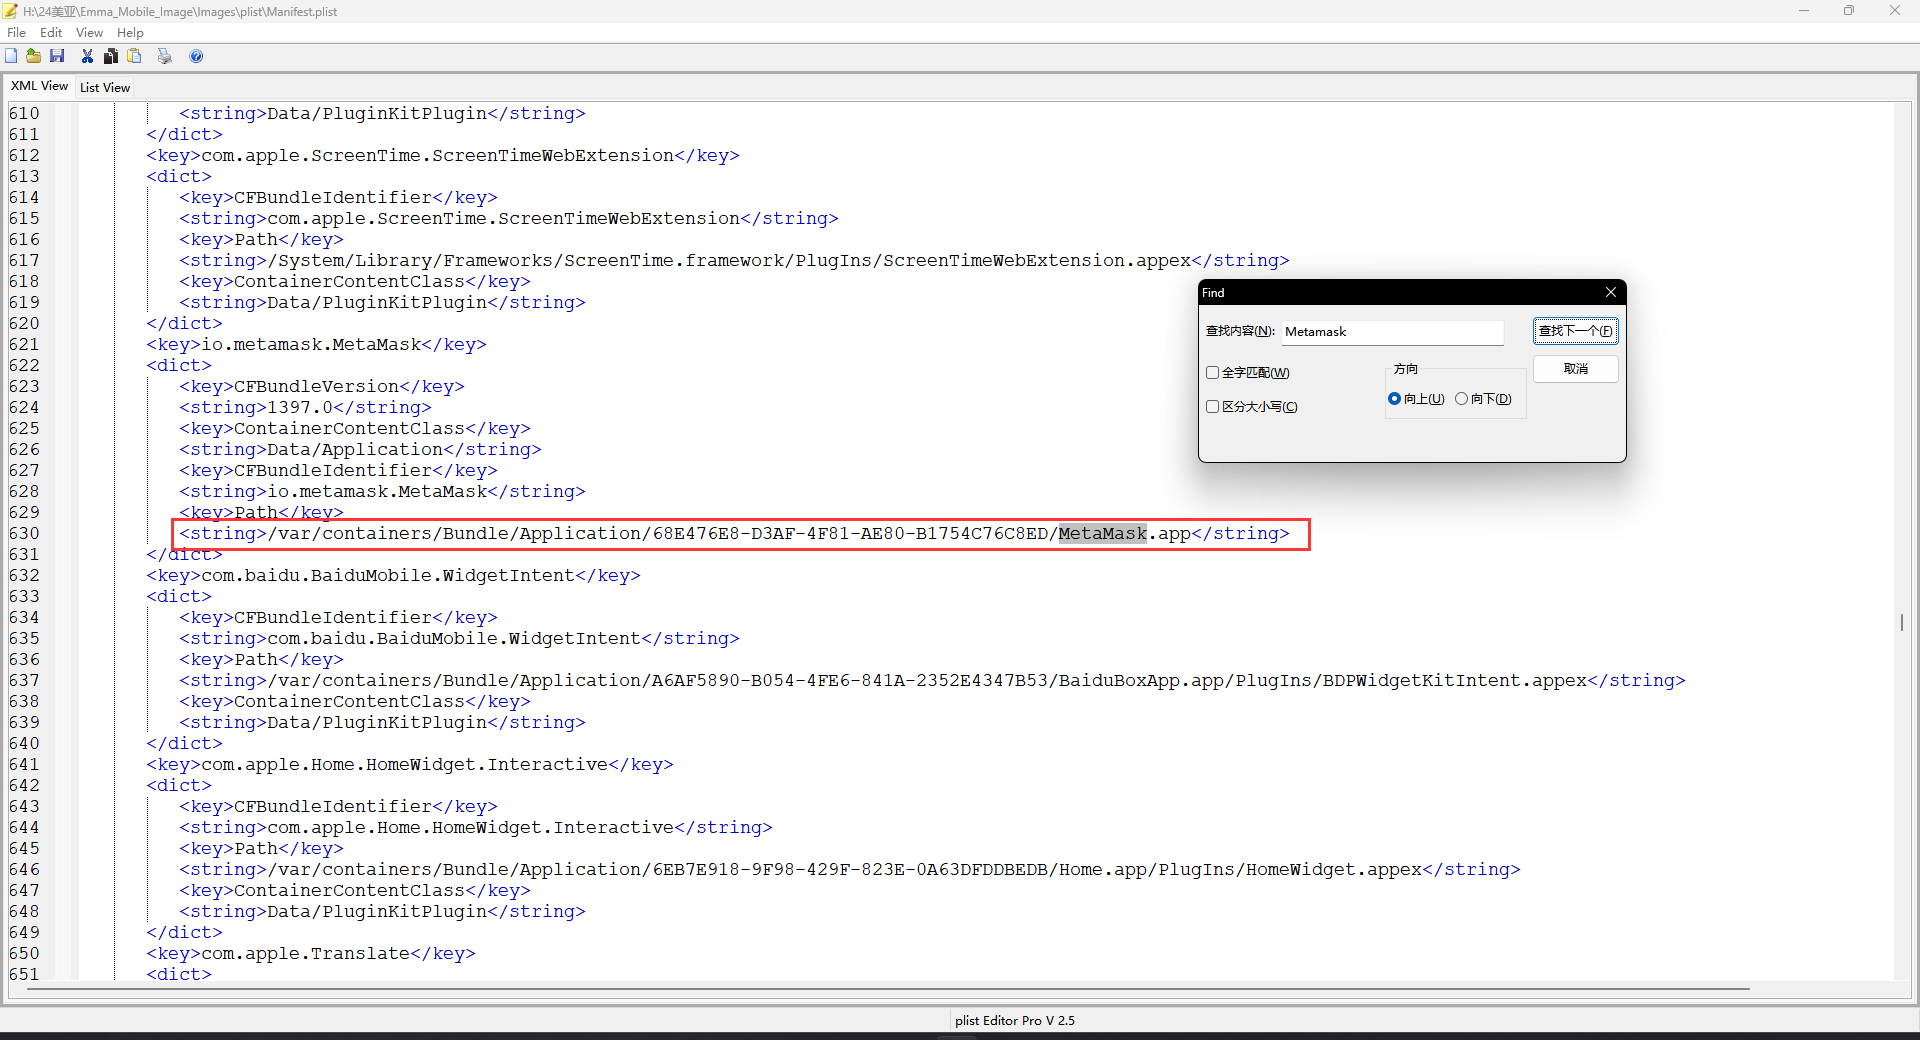 H:\24美亚\Emma_Mobile_Image\Images\plist\Manifest.plist
File Edit View Help
XML View List View
610 <string>Data/PluginKitPlugin</string>
611 </dict>
612 <key>com.apple.ScreenTime.ScreenTimeWebExtension</key>
613 <dict>
614 <key>CFBundleIdentifier</key>
615 <string>com.apple.ScreenTime.ScreenTimeWebExtension</string>
616 <key>Path</key>
617 <string>/System/Library/Frameworks/ScreenTime.framework/PlugIns/ScreenTimeWebExtension.appex</string>
618 <key>ContainerContentClass</key>
619 <string>Data/PluginKitPlugin</string>
620 </dict>
621 <key>io.metamask.MetaMask</key>
622 <dict>
623 <key>CFBundleVersion</key>
624 <string>1397.0</string>
625 <key>ContainerContentClass</key>
626 <string>Data/Application</string>
627 <key>CFBundleIdentifier</key>
628 <string>io.metamask.MetaMask</string>
629 <key>Path</key>
630 <string>/var/containers/Bundle/Application/68E476E8-D3AF-4F81-AE80-B1754C76C8ED/MetaMask.app</string>
631 </dict>
632 <key>com.baidu.BaiduMobile.WidgetIntent</key>
633 <dict>
634 <key>CFBundleIdentifier</key>
635 <string>com.baidu.BaiduMobile.WidgetIntent</string>
636 <key>Path</key>
637 <string>/var/containers/Bundle/Application/A6AF5890-B054-4FE6-841A-2352E4347B53/BaiduBoxApp.app/PlugIns/BDPWidgetKitIntent.appex</string>
638 <key>ContainerContentClass</key>
639 <string>Data/PluginKitPlugin</string>
640 </dict>
641 <key>com.apple.Home.HomeWidget.Interactive</key>
642 <dict>
643 <key>CFBundleIdentifier</key>
644 <string>com.apple.Home.HomeWidget.Interactive</string>
645 <key>Path</key>
646 <string>/var/containers/Bundle/Application/6EB7E918-9F98-429F-823E-0A63DFDDBEDB/Home.app/PlugIns/HomeWidget.appex</string>
647 <key>ContainerContentClass</key>
648 <string>Data/PluginKitPlugin</string>
649 </dict>
650 <key>com.apple.Translate</key>
651 <dict>
Find
查找内容(N): Metamask 查找下一个(F)
全字匹配(W) 方向 取消
区分大小写(C) 向上(U) 向下(D)
plist Editor Pro V 2.5